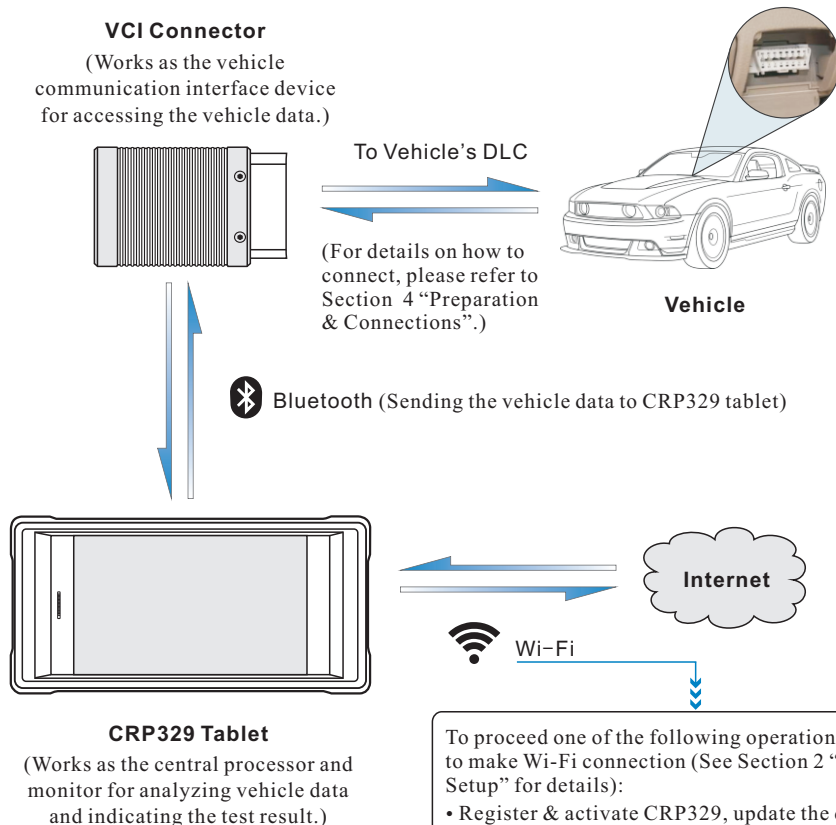 VCI Connector
(Works as the vehicle
communication interface device
for accessing the vehicle data.)
To Vehicle's DLC
(For details on how to
connect, please refer to
Section 4 “Preparation
& Connections”.)
Vehicle
Bluetooth (Sending the vehicle data to CRP329 tablet)
Internet
Wi-Fi
CRP329 Tablet
(Works as the central processor and
monitor for analyzing vehicle data
and indicating the test result.)
To proceed one of the following operation
to make Wi-Fi connection (See Section 2 “
Setup” for details):
• Register & activate CRP329, update the